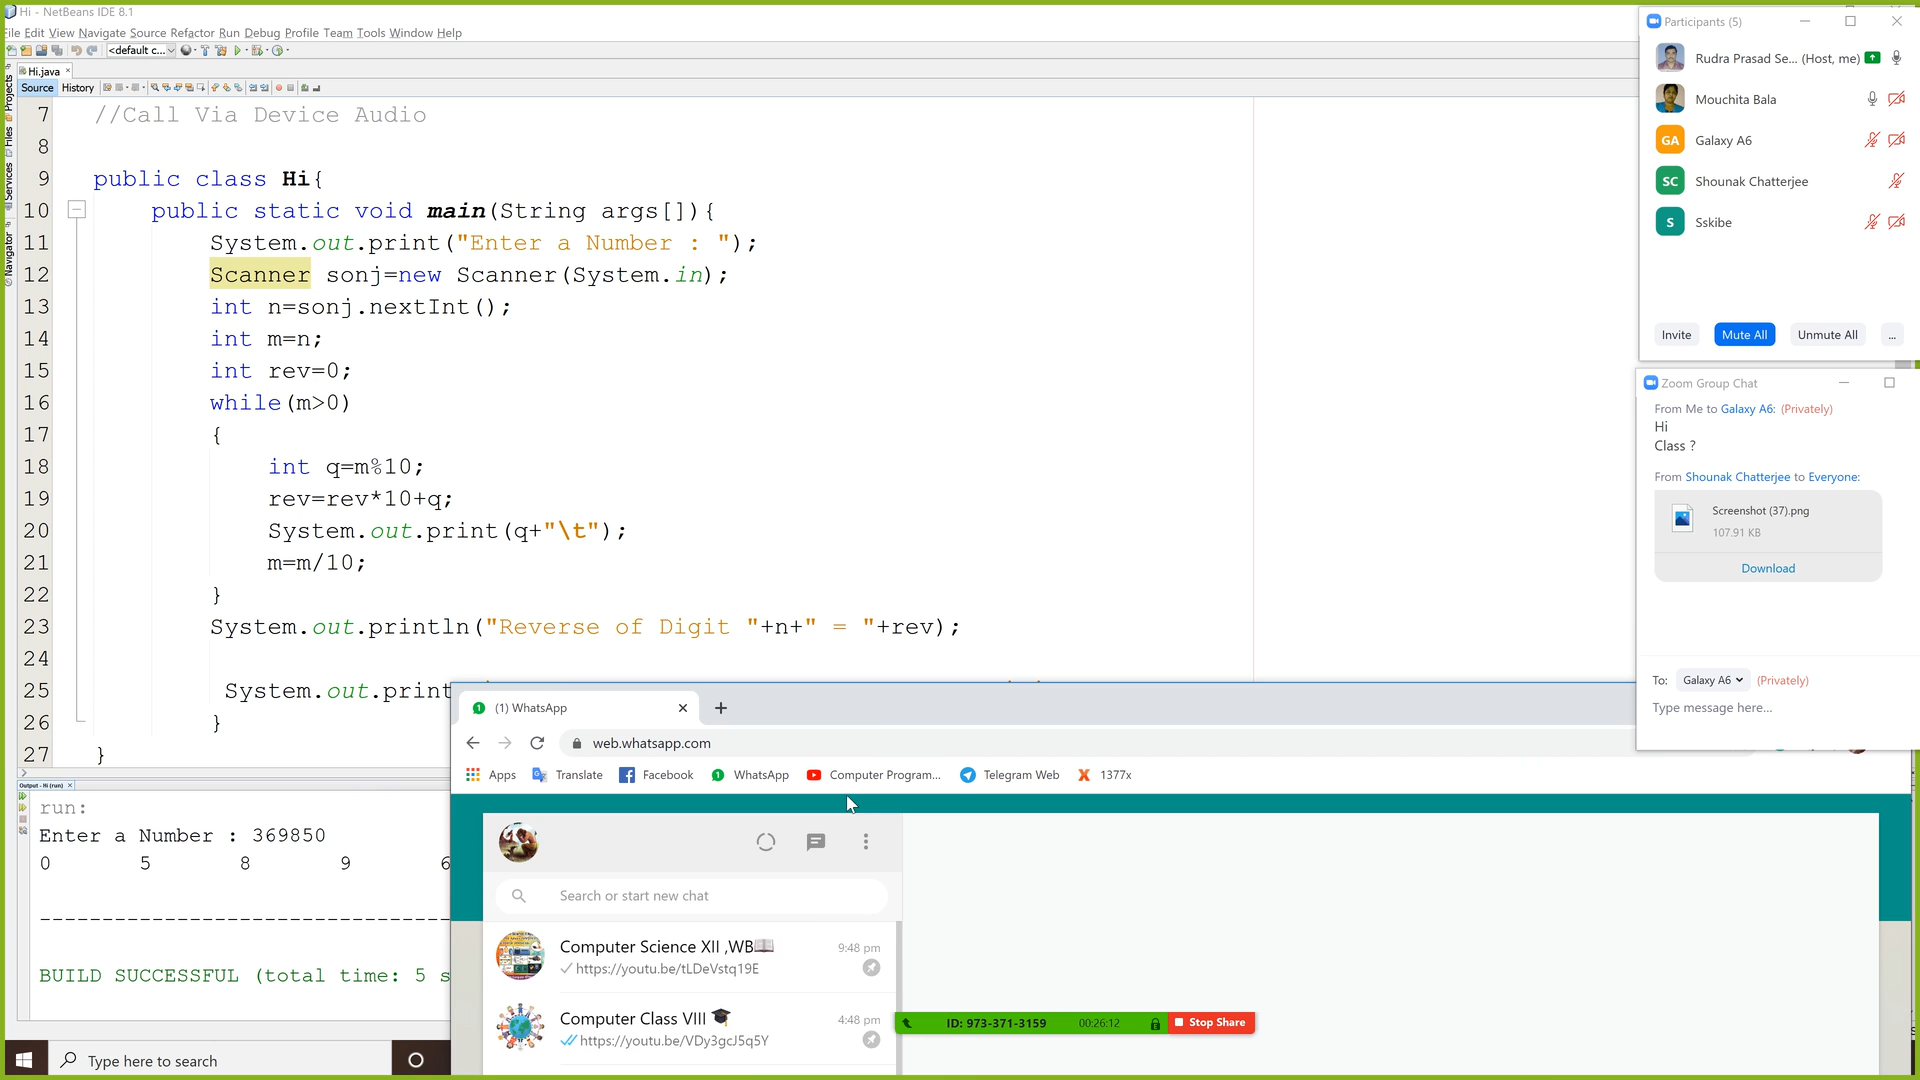 Hi - NetBeans IDE 8.1
File Edit View Navigate Source Refactor Run Debug Profile Team Tools Window Help
<default c...
Hi.java
Source History
Projects
Files
Services
Navigator
7 //Call Via Device Audio
8
9 public class Hi{
10 public static void main(String args[]){
11 System.out.print("Enter a Number : ");
12 Scanner sonj=new Scanner(System.in);
13 int n=sonj.nextInt();
14 int m=n;
15 int rev=0;
16 while(m>0)
17 {
18 int q=m%10;
19 rev=rev*10+q;
20 System.out.print(q+"\t");
21 m=m/10;
22 }
23 System.out.println("Reverse of Digit "+n+" = "+rev);
24
25 System.out.print
26 }
27 }
Output - Hi (run)
run:
Enter a Number : 369850
0 5 8 9 6
BUILD SUCCESSFUL (total time: 5 s
Type here to search
(1) WhatsApp
web.whatsapp.com
Apps Translate Facebook WhatsApp Computer Program... Telegram Web 1377x
Search or start new chat
Computer Science XII ,WB 9:48 pm
https://youtu.be/tLDeVstq19E
Computer Class VIII 4:48 pm
https://youtu.be/VDy3gcJ5q5Y
ID: 973-371-3159 00:26:12 Stop Share
Participants (5)
Rudra Prasad Se... (Host, me)
Mouchita Bala
GA Galaxy A6
SC Shounak Chatterjee
S Sskibe
Invite Mute All Unmute All ...
Zoom Group Chat
From Me to Galaxy A6: (Privately)
Hi
Class ?
From Shounak Chatterjee to Everyone:
Screenshot (37).png
107.91 KB
Download
To: Galaxy A6 (Privately)
Type message here...